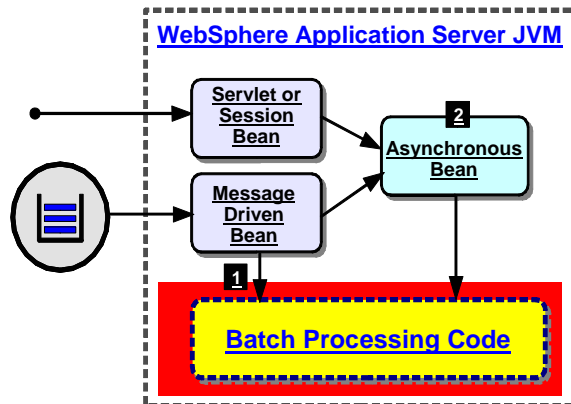 WebSphere Application Server JVM
Servlet or
Session
Bean
2
Asynchronous
Bean
Message
Driven
Bean
1
Batch Processing Code